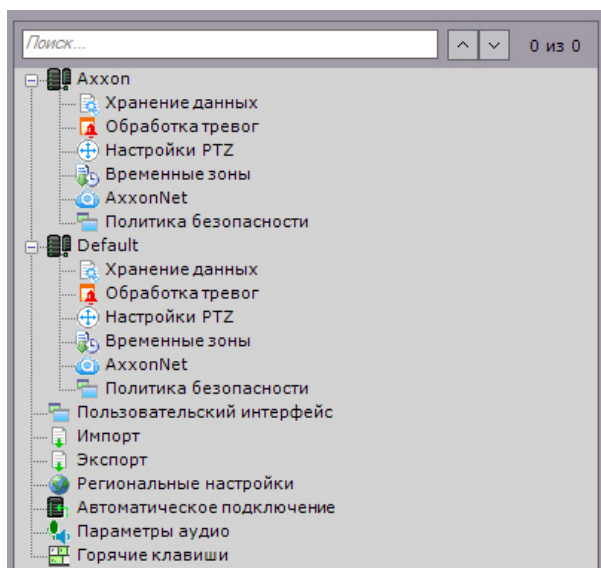 Поиск...
0 из 0
Axxon
Хранение данных
Обработка тревог
Настройки PTZ
Временные зоны
AxxonNet
Политика безопасности
Default
Хранение данных
Обработка тревог
Настройки PTZ
Временные зоны
AxxonNet
Политика безопасности
Пользовательский интерфейс
Импорт
Экспорт
Региональные настройки
Автоматическое подключение
Параметры аудио
Горячие клавиши